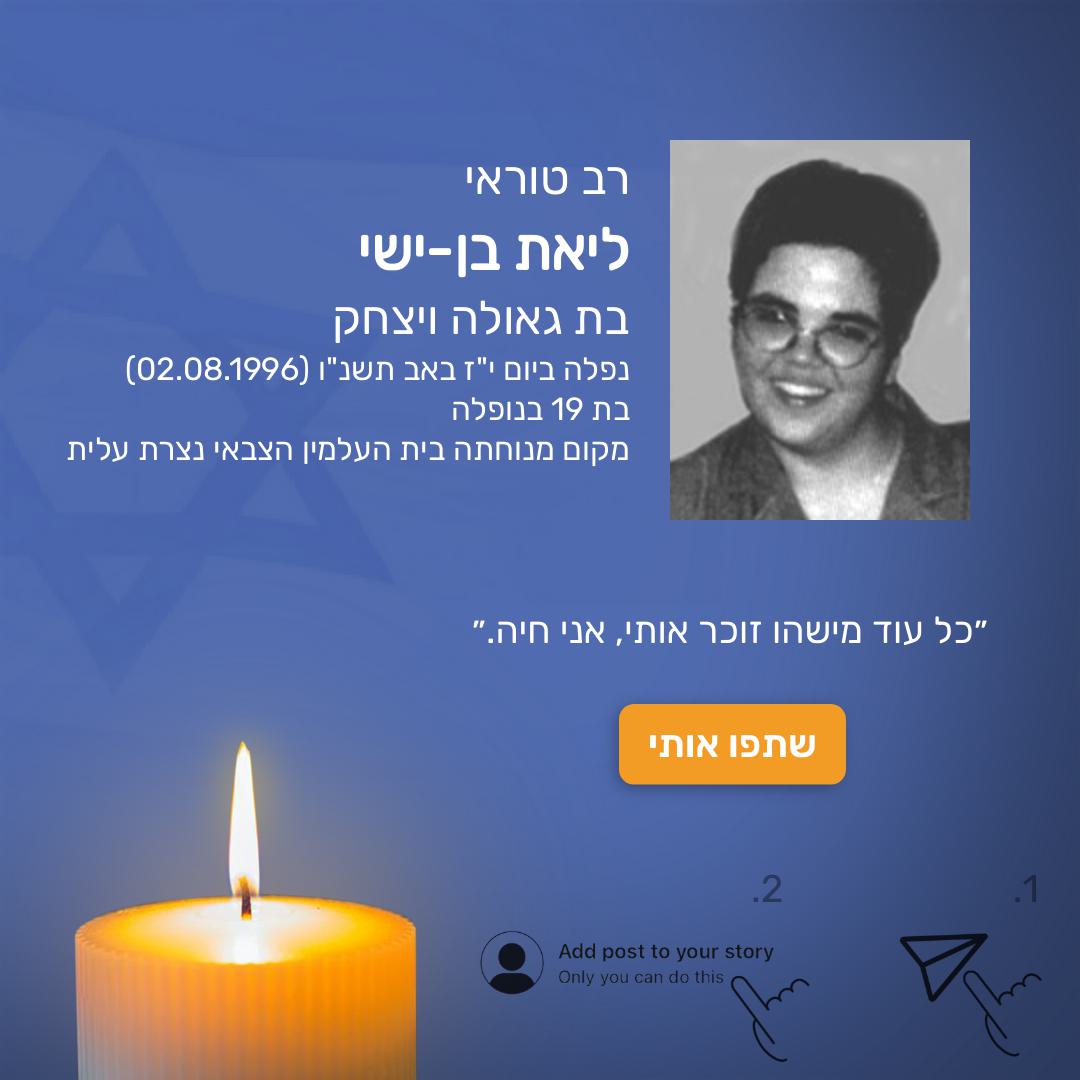 רב טוראי
ליאת בן-ישי
בת גאולה ויצחק
נפלה ביום י"ז באב תשנ"ו (02.08.1996)
בת 19 בנופלה
מקום מנוחתה בית העלמין הצבאי נצרת עלית
״כל עוד מישהו זוכר אותי, אני חיה.״
שתפו אותי
1.
2.
Add post to your story
Only you can do this